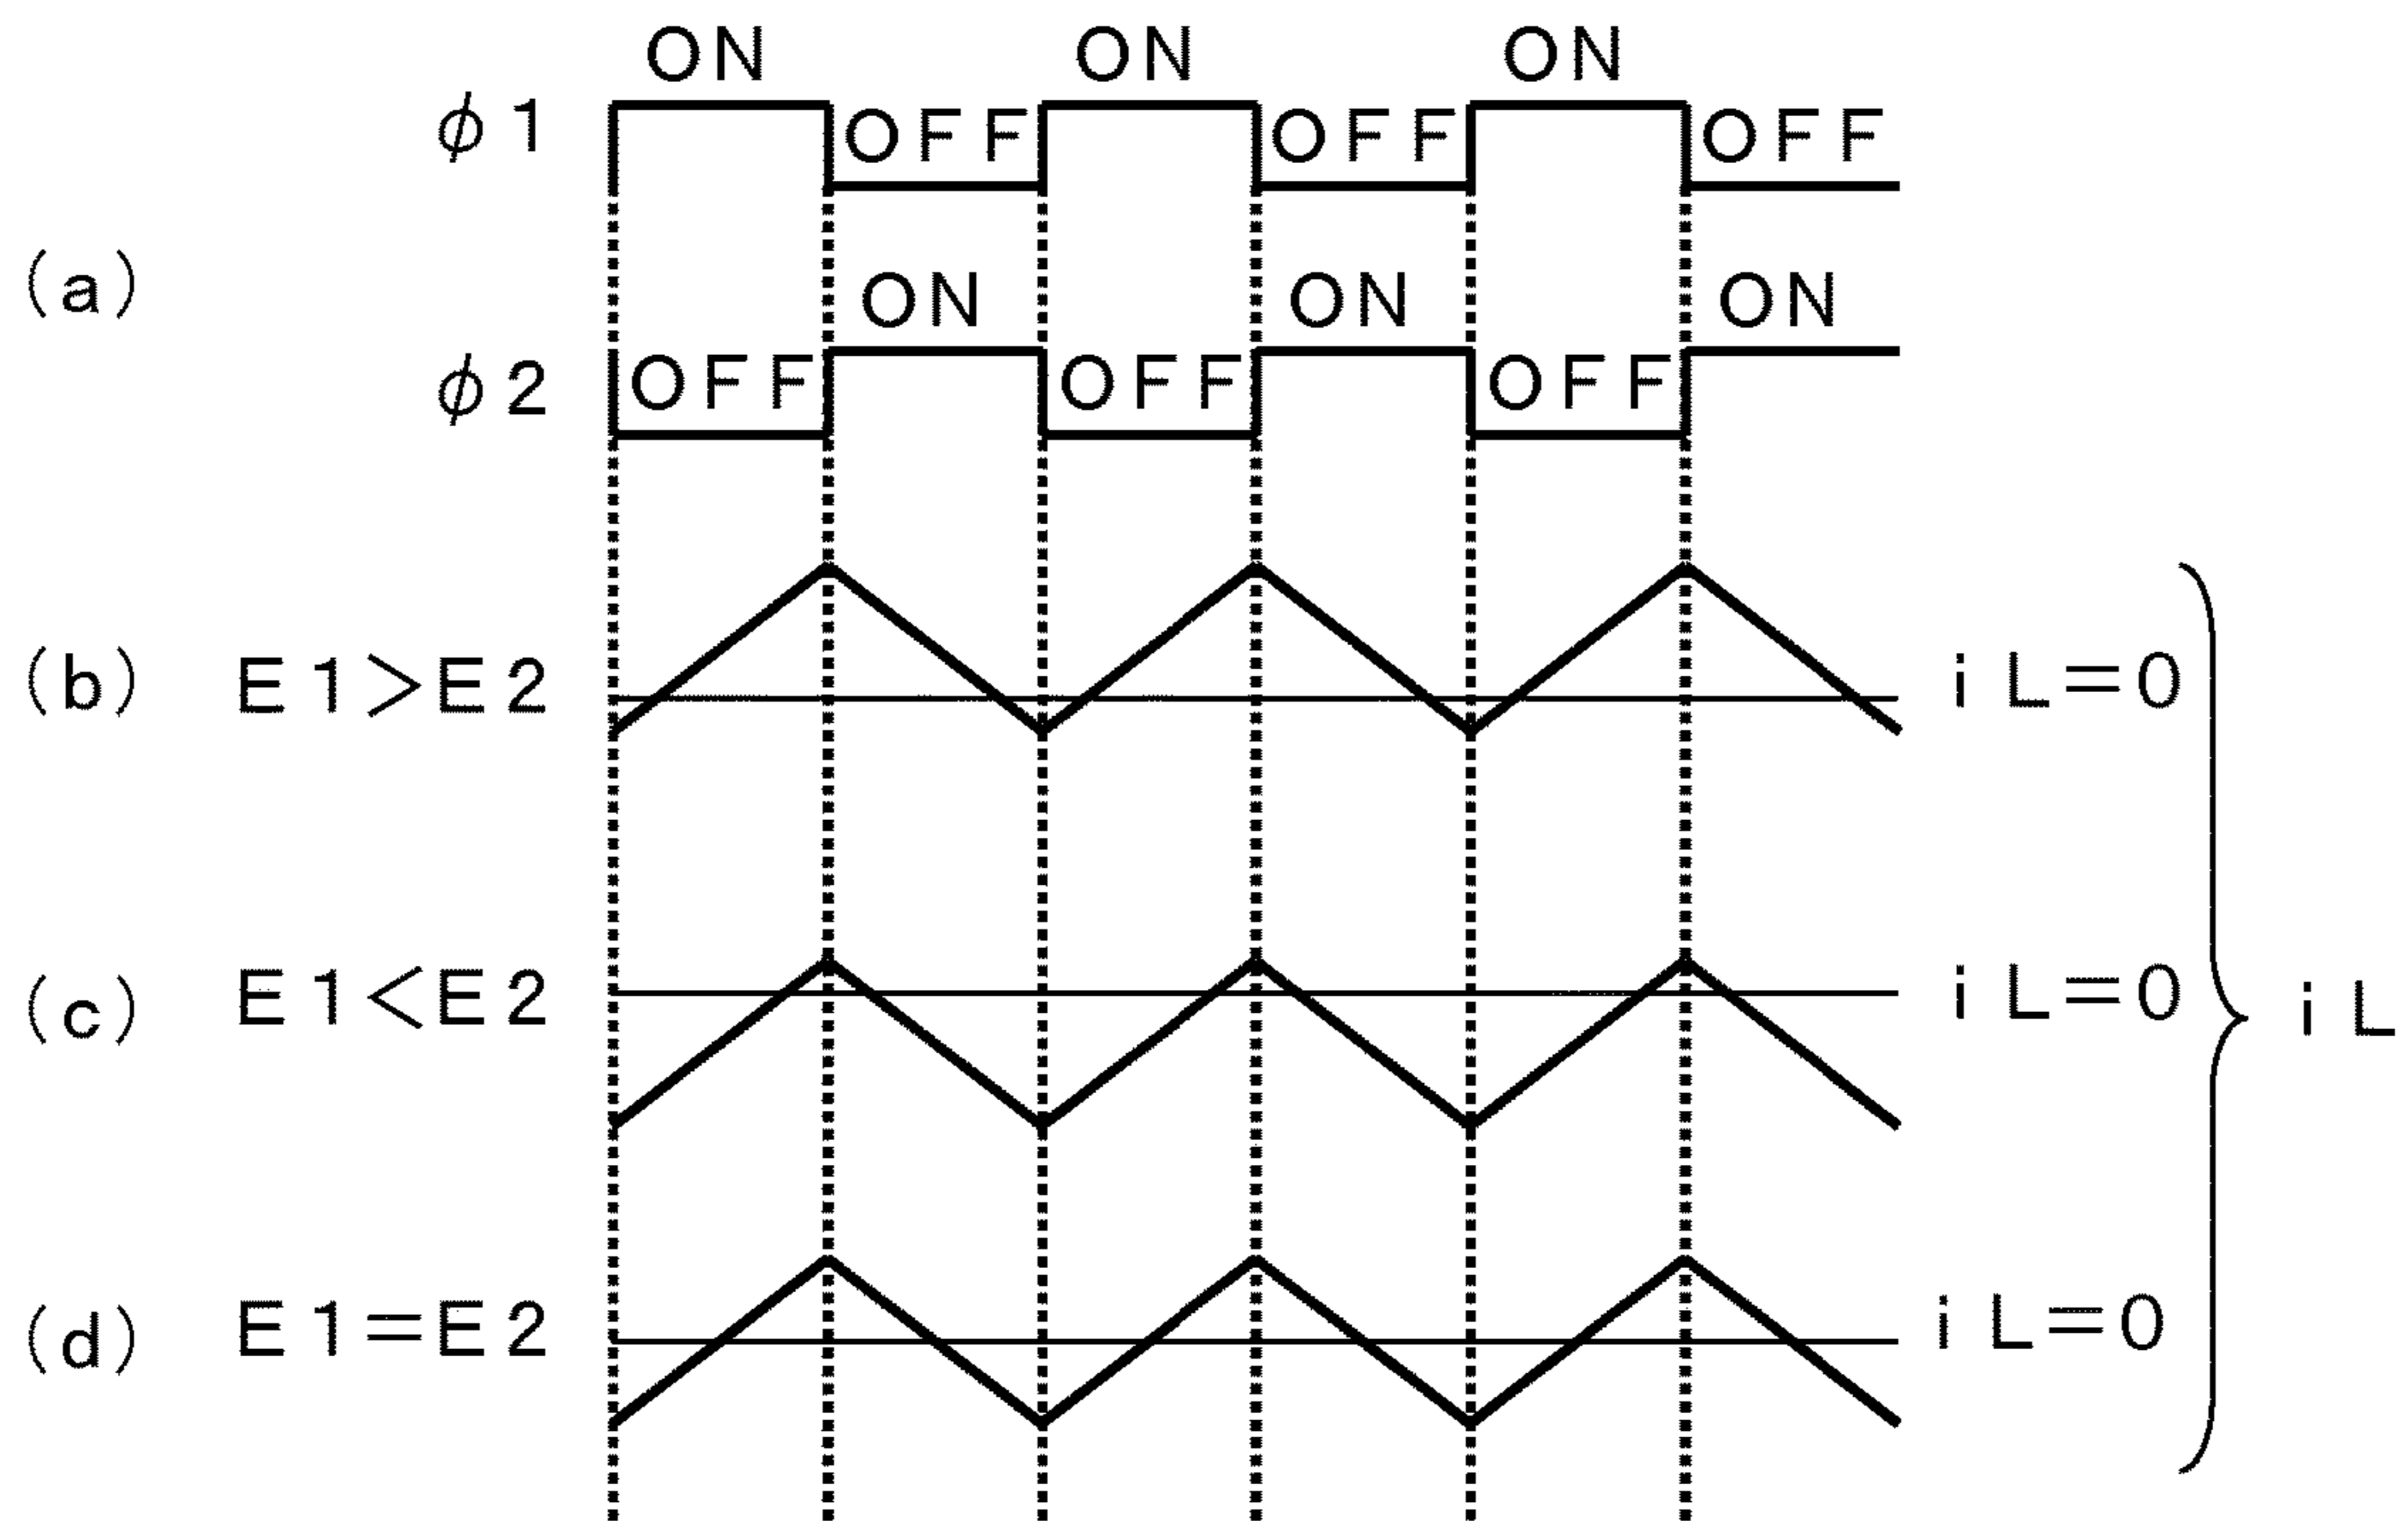 ON ON ON
φ1 OFF OFF OFF
(a)
ON ON ON
φ2 OFF OFF OFF
(b) E1>E2 iL=0
(c) E1<E2 iL=0
iL
(d) E1=E2 iL=0